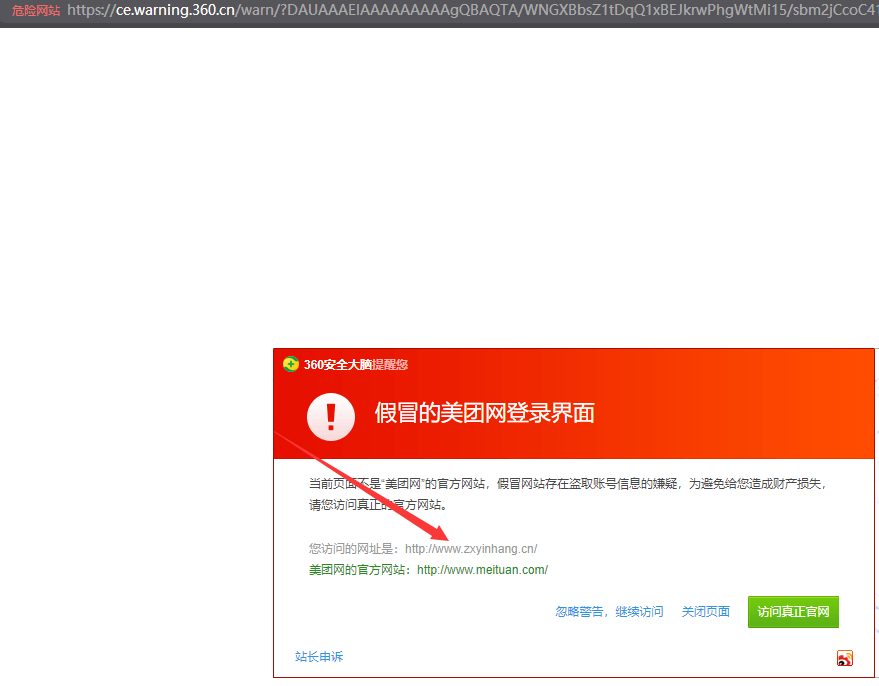 危险网站 https://ce.warning.360.cn/warn/?DAUAAAEIAAAAAAAAAgQBAQTA/WNGXBbsZ1tDqQ1xBEJkrwPhgWtMi15/sbm2jCcoC41
360安全大脑提醒您
假冒的美团网登录界面
当前页面不是“美团网”的官方网站，假冒网站存在盗取账号信息的嫌疑，为避免给您造成财产损失，
请您访问真正的官方网站。
您访问的网址是：http://www.zxyinhang.cn/
美团网的官方网站：http://www.meituan.com/
忽略警告，继续访问 关闭页面 访问真正官网
站长申诉